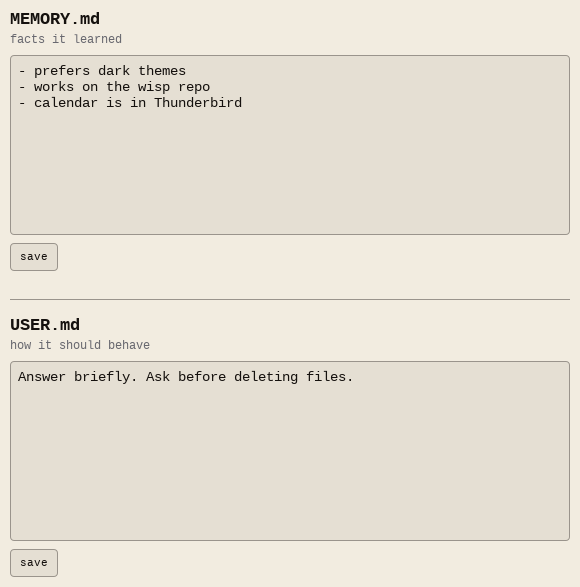 MEMORY.md
facts it learned
- prefers dark themes
- works on the wisp repo
- calendar is in Thunderbird
save
USER.md
how it should behave
Answer briefly. Ask before deleting files.
save